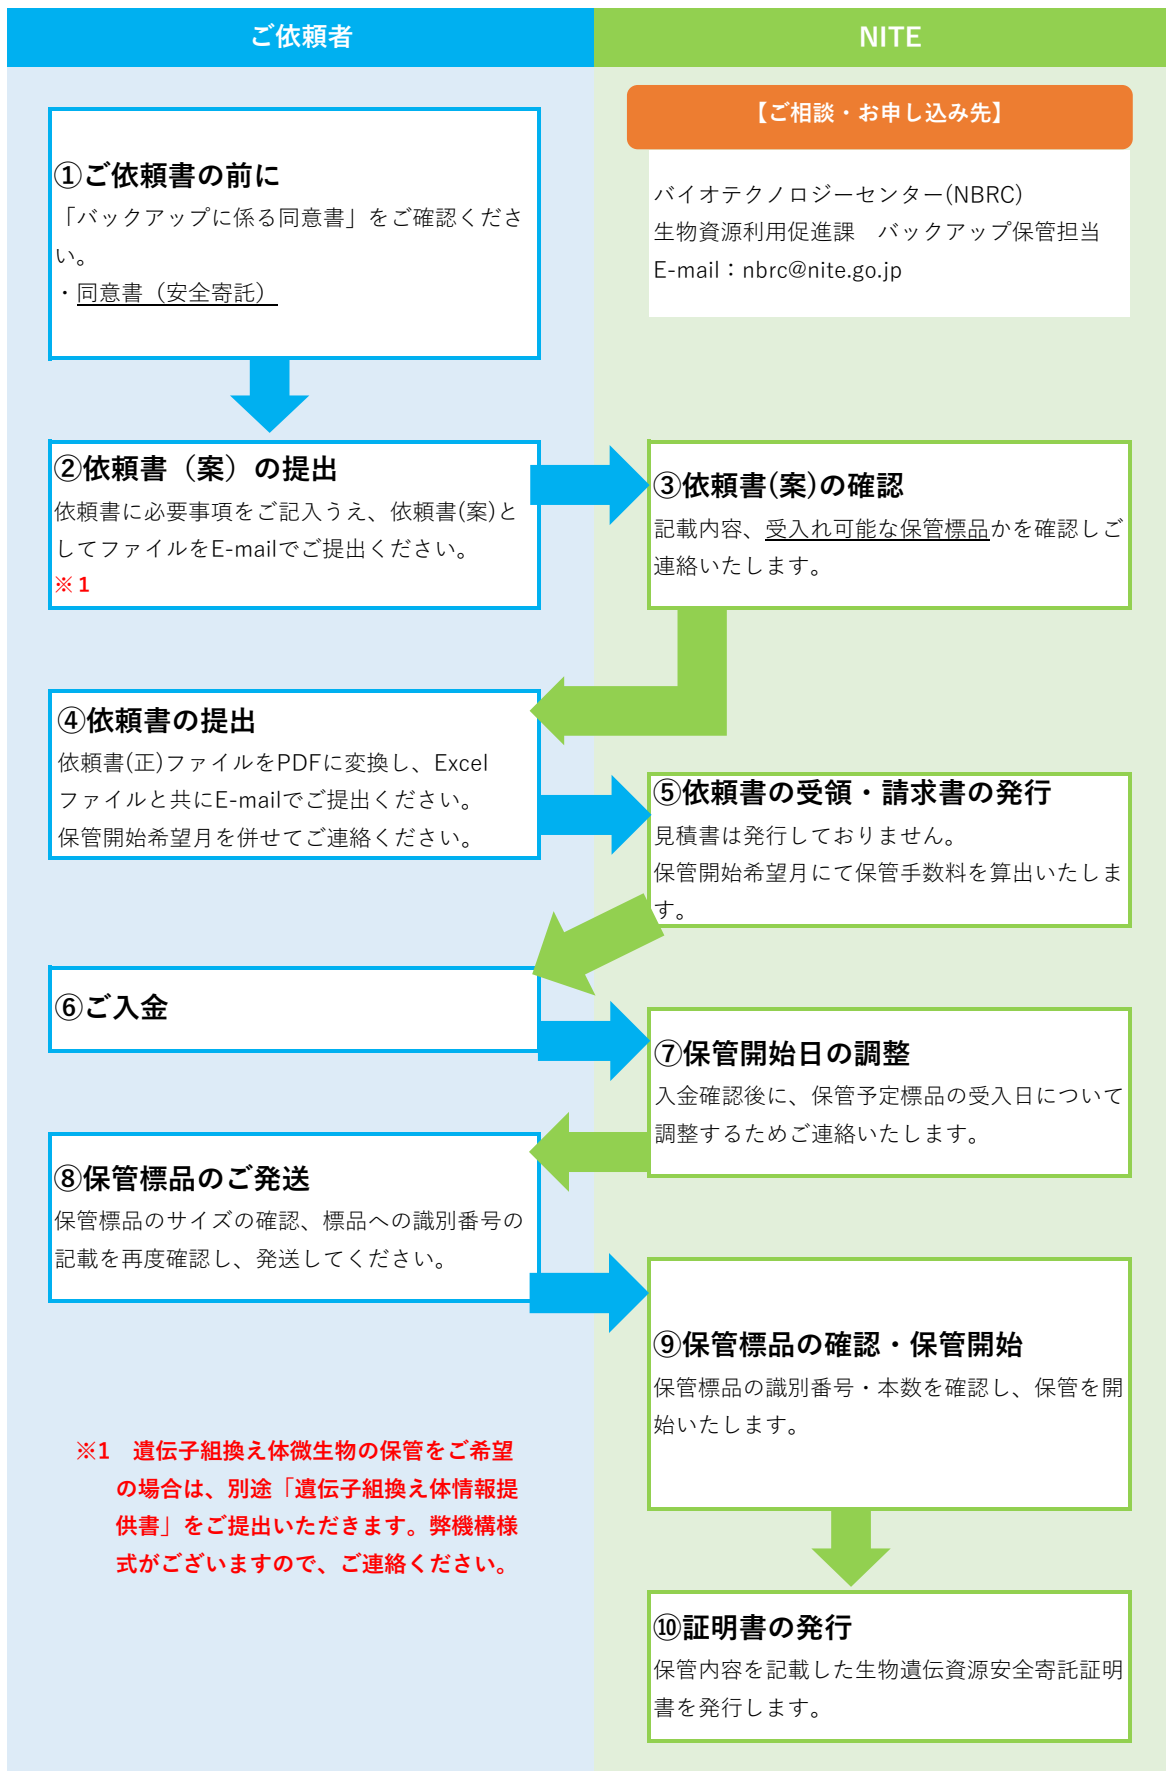 ご依頼者
NITE
【ご相談・お申し込み先】
バイオテクノロジーセンター(NBRC)
生物資源利用促進課　バックアップ保管担当
E-mail：nbrc@nite.go.jp
①ご依頼書の前に
「バックアップに係る同意書」をご確認くださ
い。
・同意書（安全寄託）
②依頼書（案）の提出
依頼書に必要事項をご記入うえ、依頼書(案)と
してファイルをE-mailでご提出ください。
※１
③依頼書(案)の確認
記載内容、受入れ可能な保管標品かを確認しご
連絡いたします。
④依頼書の提出
依頼書(正)ファイルをPDFに変換し、Excel
ファイルと共にE-mailでご提出ください。
保管開始希望月を併せてご連絡ください。
⑤依頼書の受領・請求書の発行
見積書は発行しておりません。
保管開始希望月にて保管手数料を算出いたしま
す。
⑥ご入金
⑦保管開始日の調整
入金確認後に、保管予定標品の受入日について
調整するためご連絡いたします。
⑧保管標品のご発送
保管標品のサイズの確認、標品への識別番号の
記載を再度確認し、発送してください。
⑨保管標品の確認・保管開始
保管標品の識別番号・本数を確認し、保管を開
始いたします。
※1　遺伝子組換え体微生物の保管をご希望
の場合は、別途「遺伝子組換え体情報提
供書」をご提出いただきます。弊機構様
式がございますので、ご連絡ください。
⑩証明書の発行
保管内容を記載した生物遺伝資源安全寄託証明
書を発行します。